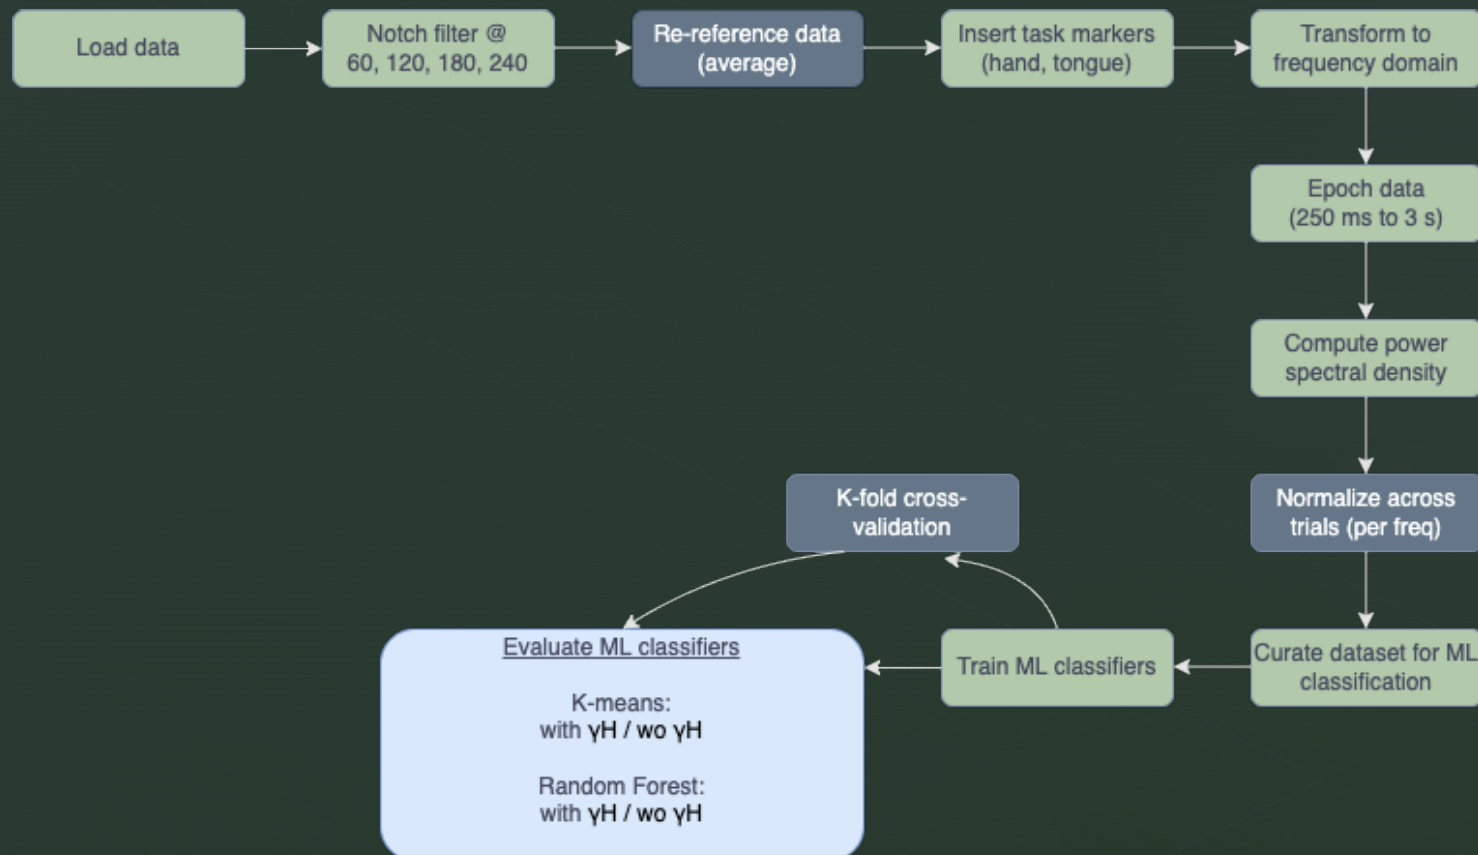 Load data
Notch filter @
60, 120, 180, 240
Re-reference data
(average)
Insert task markers
(hand, tongue)
Transform to
frequency domain
Epoch data
(250 ms to 3 s)
Compute power
spectral density
Normalize across
trials (per freq)
Curate dataset for ML
classification
Train ML classifiers
K-fold cross-
validation
Evaluate ML classifiers
K-means:
with γH / wo γH
Random Forest:
with γH / wo γH